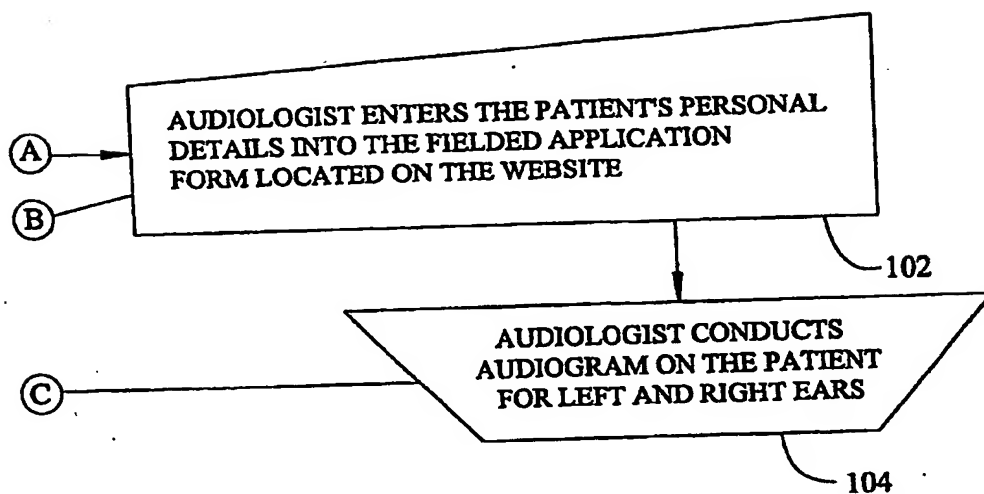 AUDIOLOGIST ENTERS THE PATIENT'S PERSONAL
DETAILS INTO THE FIELDED APPLICATION
FORM LOCATED ON THE WEBSITE
A
B
102
AUDIOLOGIST CONDUCTS
AUDIOGRAM ON THE PATIENT
FOR LEFT AND RIGHT EARS
C
104